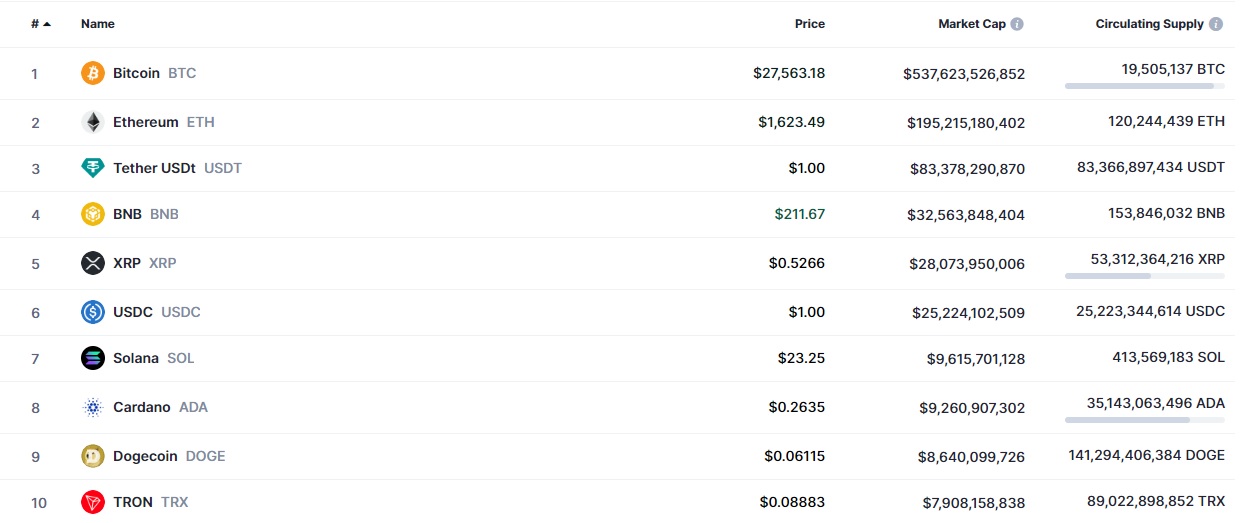 # Name Price Market Cap Circulating Supply
1 Bitcoin BTC $27,563.18 $537,623,526,852 19,505,137 BTC
2 Ethereum ETH $1,623.49 $195,215,180,402 120,244,439 ETH
3 Tether USDt USDT $1.00 $83,378,290,870 83,366,897,434 USDT
4 BNB BNB $211.67 $32,563,848,404 153,846,032 BNB
5 XRP XRP $0.5266 $28,073,950,006 53,312,364,216 XRP
6 USDC USDC $1.00 $25,224,102,509 25,223,344,614 USDC
7 Solana SOL $23.25 $9,615,701,128 413,569,183 SOL
8 Cardano ADA $0.2635 $9,260,907,302 35,143,063,496 ADA
9 Dogecoin DOGE $0.06115 $8,640,099,726 141,294,406,384 DOGE
10 TRON TRX $0.08883 $7,908,158,838 89,022,898,852 TRX